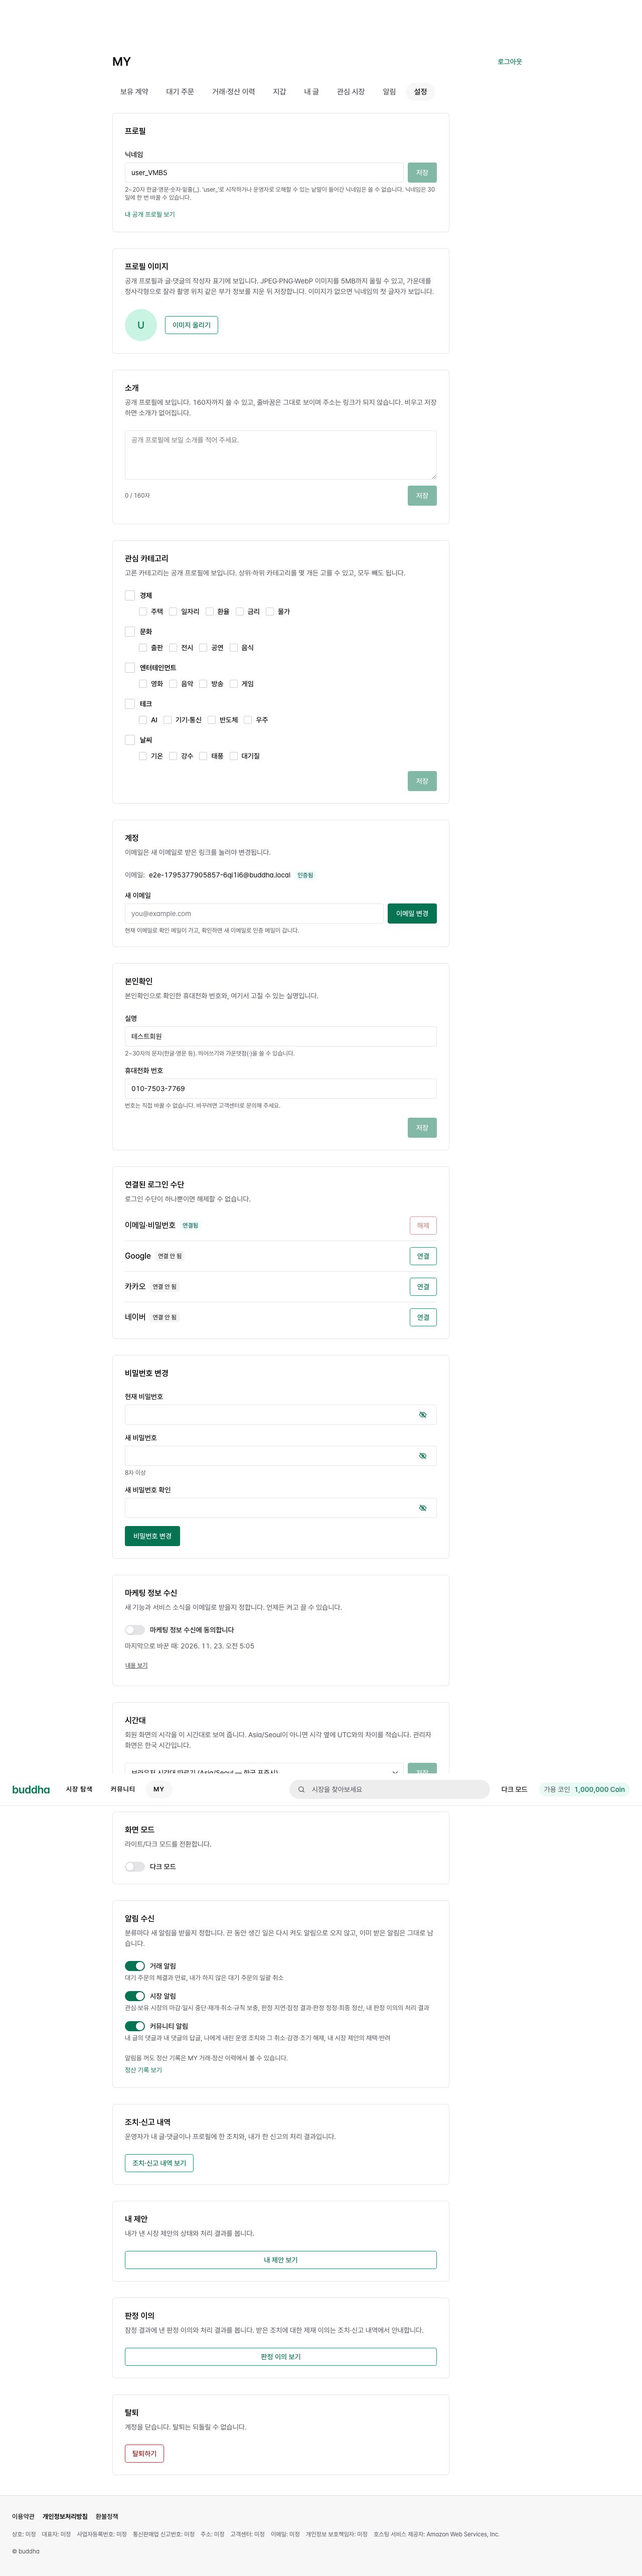 MY
로그아웃
보유 계약 대기 주문 거래·정산 이력 지갑 내 글 관심 시장 알림 설정
프로필
닉네임
user_VMBS 저장
2~20자 한글·영문·숫자·밑줄(_). 'user_'로 시작하거나 운영자로 오해할 수 있는 낱말이 들어간 닉네임은 쓸 수 없습니다. 닉네임은 30
일에 한 번 바꿀 수 있습니다.
내 공개 프로필 보기
프로필 이미지
공개 프로필과 글·댓글의 작성자 표기에 보입니다. JPEG·PNG·WebP 이미지를 5MB까지 올릴 수 있고, 가운데를
정사각형으로 잘라 촬영 위치 같은 부가 정보를 지운 뒤 저장합니다. 이미지가 없으면 닉네임의 첫 글자가 보입니다.
U 이미지 올리기
소개
공개 프로필에 보입니다. 160자까지 쓸 수 있고, 줄바꿈은 그대로 보이며 주소는 링크가 되지 않습니다. 비우고 저장
하면 소개가 없어집니다.
공개 프로필에 보일 소개를 적어 주세요.
0 / 160자 저장
관심 카테고리
고른 카테고리는 공개 프로필에 보입니다. 상위·하위 카테고리를 몇 개든 고를 수 있고, 모두 빼도 됩니다.
경제
주택 일자리 환율 금리 물가
문화
출판 전시 공연 음식
엔터테인먼트
영화 음악 방송 게임
테크
AI 기기·통신 반도체 우주
날씨
기온 강수 태풍 대기질
저장
계정
이메일은 새 이메일로 받은 링크를 눌러야 변경됩니다.
이메일: e2e-1795377905857-6qi1l6@buddha.local 인증됨
새 이메일
you@example.com 이메일 변경
현재 이메일로 확인 메일이 가고, 확인하면 새 이메일로 인증 메일이 갑니다.
본인확인
본인확인으로 확인한 휴대전화 번호와, 여기서 고칠 수 있는 실명입니다.
실명
테스트회원
2~30자의 문자(한글·영문 등). 띄어쓰기와 가운뎃점(·)을 쓸 수 있습니다.
휴대전화 번호
010-7503-7769
번호는 직접 바꿀 수 없습니다. 바꾸려면 고객센터로 문의해 주세요.
저장
연결된 로그인 수단
로그인 수단이 하나뿐이면 해제할 수 없습니다.
이메일·비밀번호 연결됨 해제
Google 연결 안 됨 연결
카카오 연결 안 됨 연결
네이버 연결 안 됨 연결
비밀번호 변경
현재 비밀번호
새 비밀번호
8자 이상
새 비밀번호 확인
비밀번호 변경
마케팅 정보 수신
새 기능과 서비스 소식을 이메일로 받을지 정합니다. 언제든 켜고 끌 수 있습니다.
마케팅 정보 수신에 동의합니다
마지막으로 바꾼 때: 2026. 11. 23. 오전 5:05
내용 보기
시간대
회원 화면의 시각을 이 시간대로 보여 줍니다. Asia/Seoul이 아니면 시각 옆에 UTC와의 차이를 적습니다. 관리자
화면은 한국 시간입니다.
브라우저 시간대 따르기 (Asia/Seoul — 한국 표준시) 저장
buddha 시장 탐색 커뮤니티 MY 시장을 찾아보세요 다크 모드 가용 코인 1,000,000 Coin
화면 모드
라이트/다크 모드를 전환합니다.
다크 모드
알림 수신
분류마다 새 알림을 받을지 정합니다. 끈 동안 생긴 일은 다시 켜도 알림으로 오지 않고, 이미 받은 알림은 그대로 남
습니다.
거래 알림
대기 주문의 체결과 만료, 내가 하지 않은 대기 주문의 일괄 취소
시장 알림
관심·보유 시장의 마감·일시 중단·재개·취소·규칙 보충, 판정 지연·잠정 결과·판정 정정·최종 정산, 내 판정 이의의 처리 결과
커뮤니티 알림
내 글의 댓글과 내 댓글의 답글, 나에게 내린 운영 조치와 그 취소·감경·조기 해제, 내 시장 제안의 채택·반려
알림을 꺼도 정산 기록은 MY 거래·정산 이력에서 볼 수 있습니다.
정산 기록 보기
조치·신고 내역
운영자가 내 글·댓글이나 프로필에 한 조치와, 내가 한 신고의 처리 결과입니다.
조치·신고 내역 보기
내 제안
내가 낸 시장 제안의 상태와 처리 결과를 봅니다.
내 제안 보기
판정 이의
잠정 결과에 낸 판정 이의와 처리 결과를 봅니다. 받은 조치에 대한 제재 이의는 조치·신고 내역에서 안내합니다.
판정 이의 보기
탈퇴
계정을 닫습니다. 탈퇴는 되돌릴 수 없습니다.
탈퇴하기
이용약관 개인정보처리방침 환불정책
상호: 미정 대표자: 미정 사업자등록번호: 미정 통신판매업 신고번호: 미정 주소: 미정 고객센터: 미정 이메일: 미정 개인정보 보호책임자: 미정 호스팅 서비스 제공자: Amazon Web Services, Inc.
© buddha